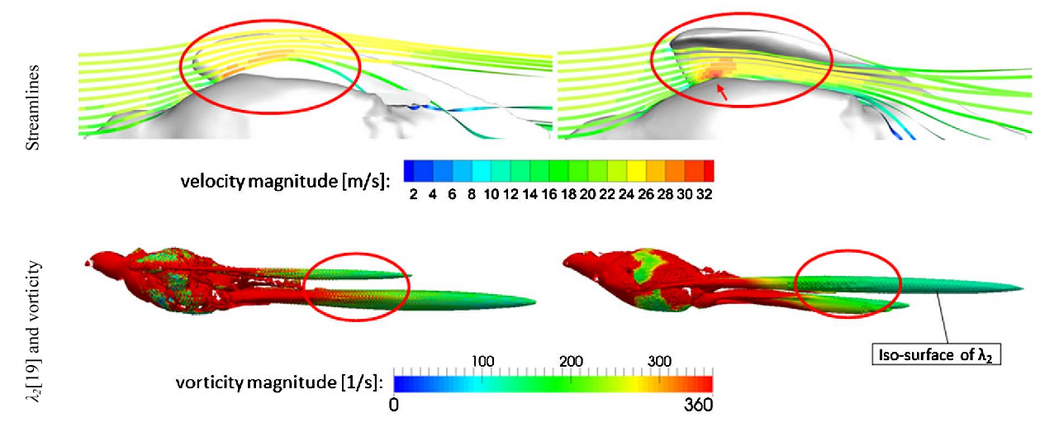 Streamlines
velocity magnitude [m/s]:
2 4 6 8 10 12 14 16 18 20 22 24 26 28 30 32
λ2[19] and vorticity
Iso-surface of λ2
vorticity magnitude [1/s]:
100 200 300
0 360